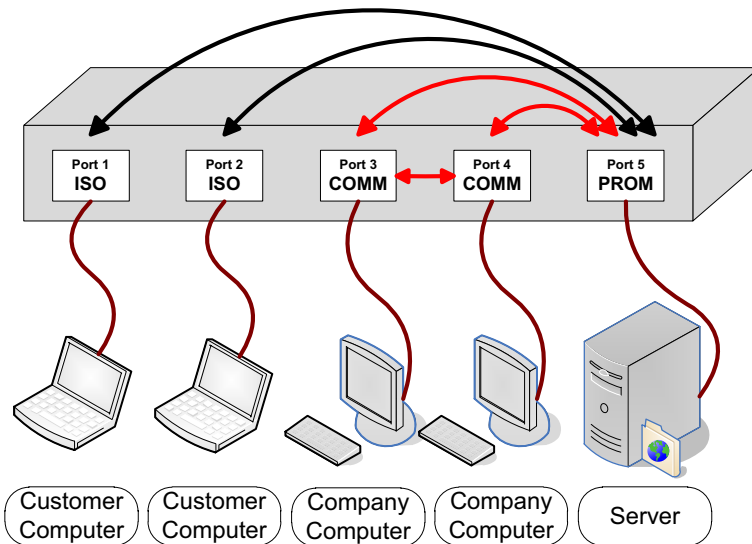 Port 1
ISO
Port 2
ISO
Port 3
COMM
Port 4
COMM
Port 5
PROM
Customer
Computer
Customer
Computer
Company
Computer
Company
Computer
Server